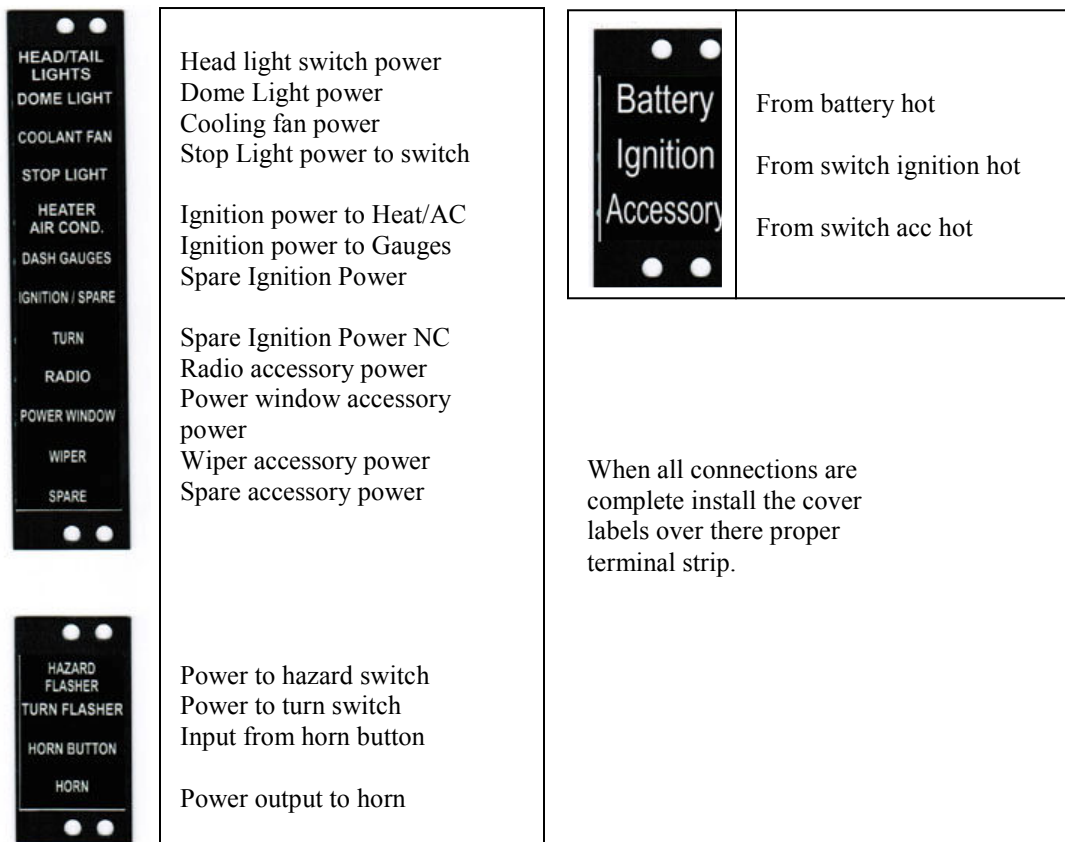 HEAD/TAIL
LIGHTS
DOME LIGHT
COOLANT FAN
STOP LIGHT
HEATER
AIR COND.
DASH GAUGES
IGNITION / SPARE
TURN
RADIO
POWER WINDOW
WIPER
SPARE
Head light switch power
Dome Light power
Cooling fan power
Stop Light power to switch
Ignition power to Heat/AC
Ignition power to Gauges
Spare Ignition Power
Spare Ignition Power NC
Radio accessory power
Power window accessory
power
Wiper accessory power
Spare accessory power
Battery
Ignition
Accessory
From battery hot
From switch ignition hot
From switch acc hot
When all connections are
complete install the cover
labels over there proper
terminal strip.
HAZARD
FLASHER
TURN FLASHER
HORN BUTTON
HORN
Power to hazard switch
Power to turn switch
Input from horn button
Power output to horn